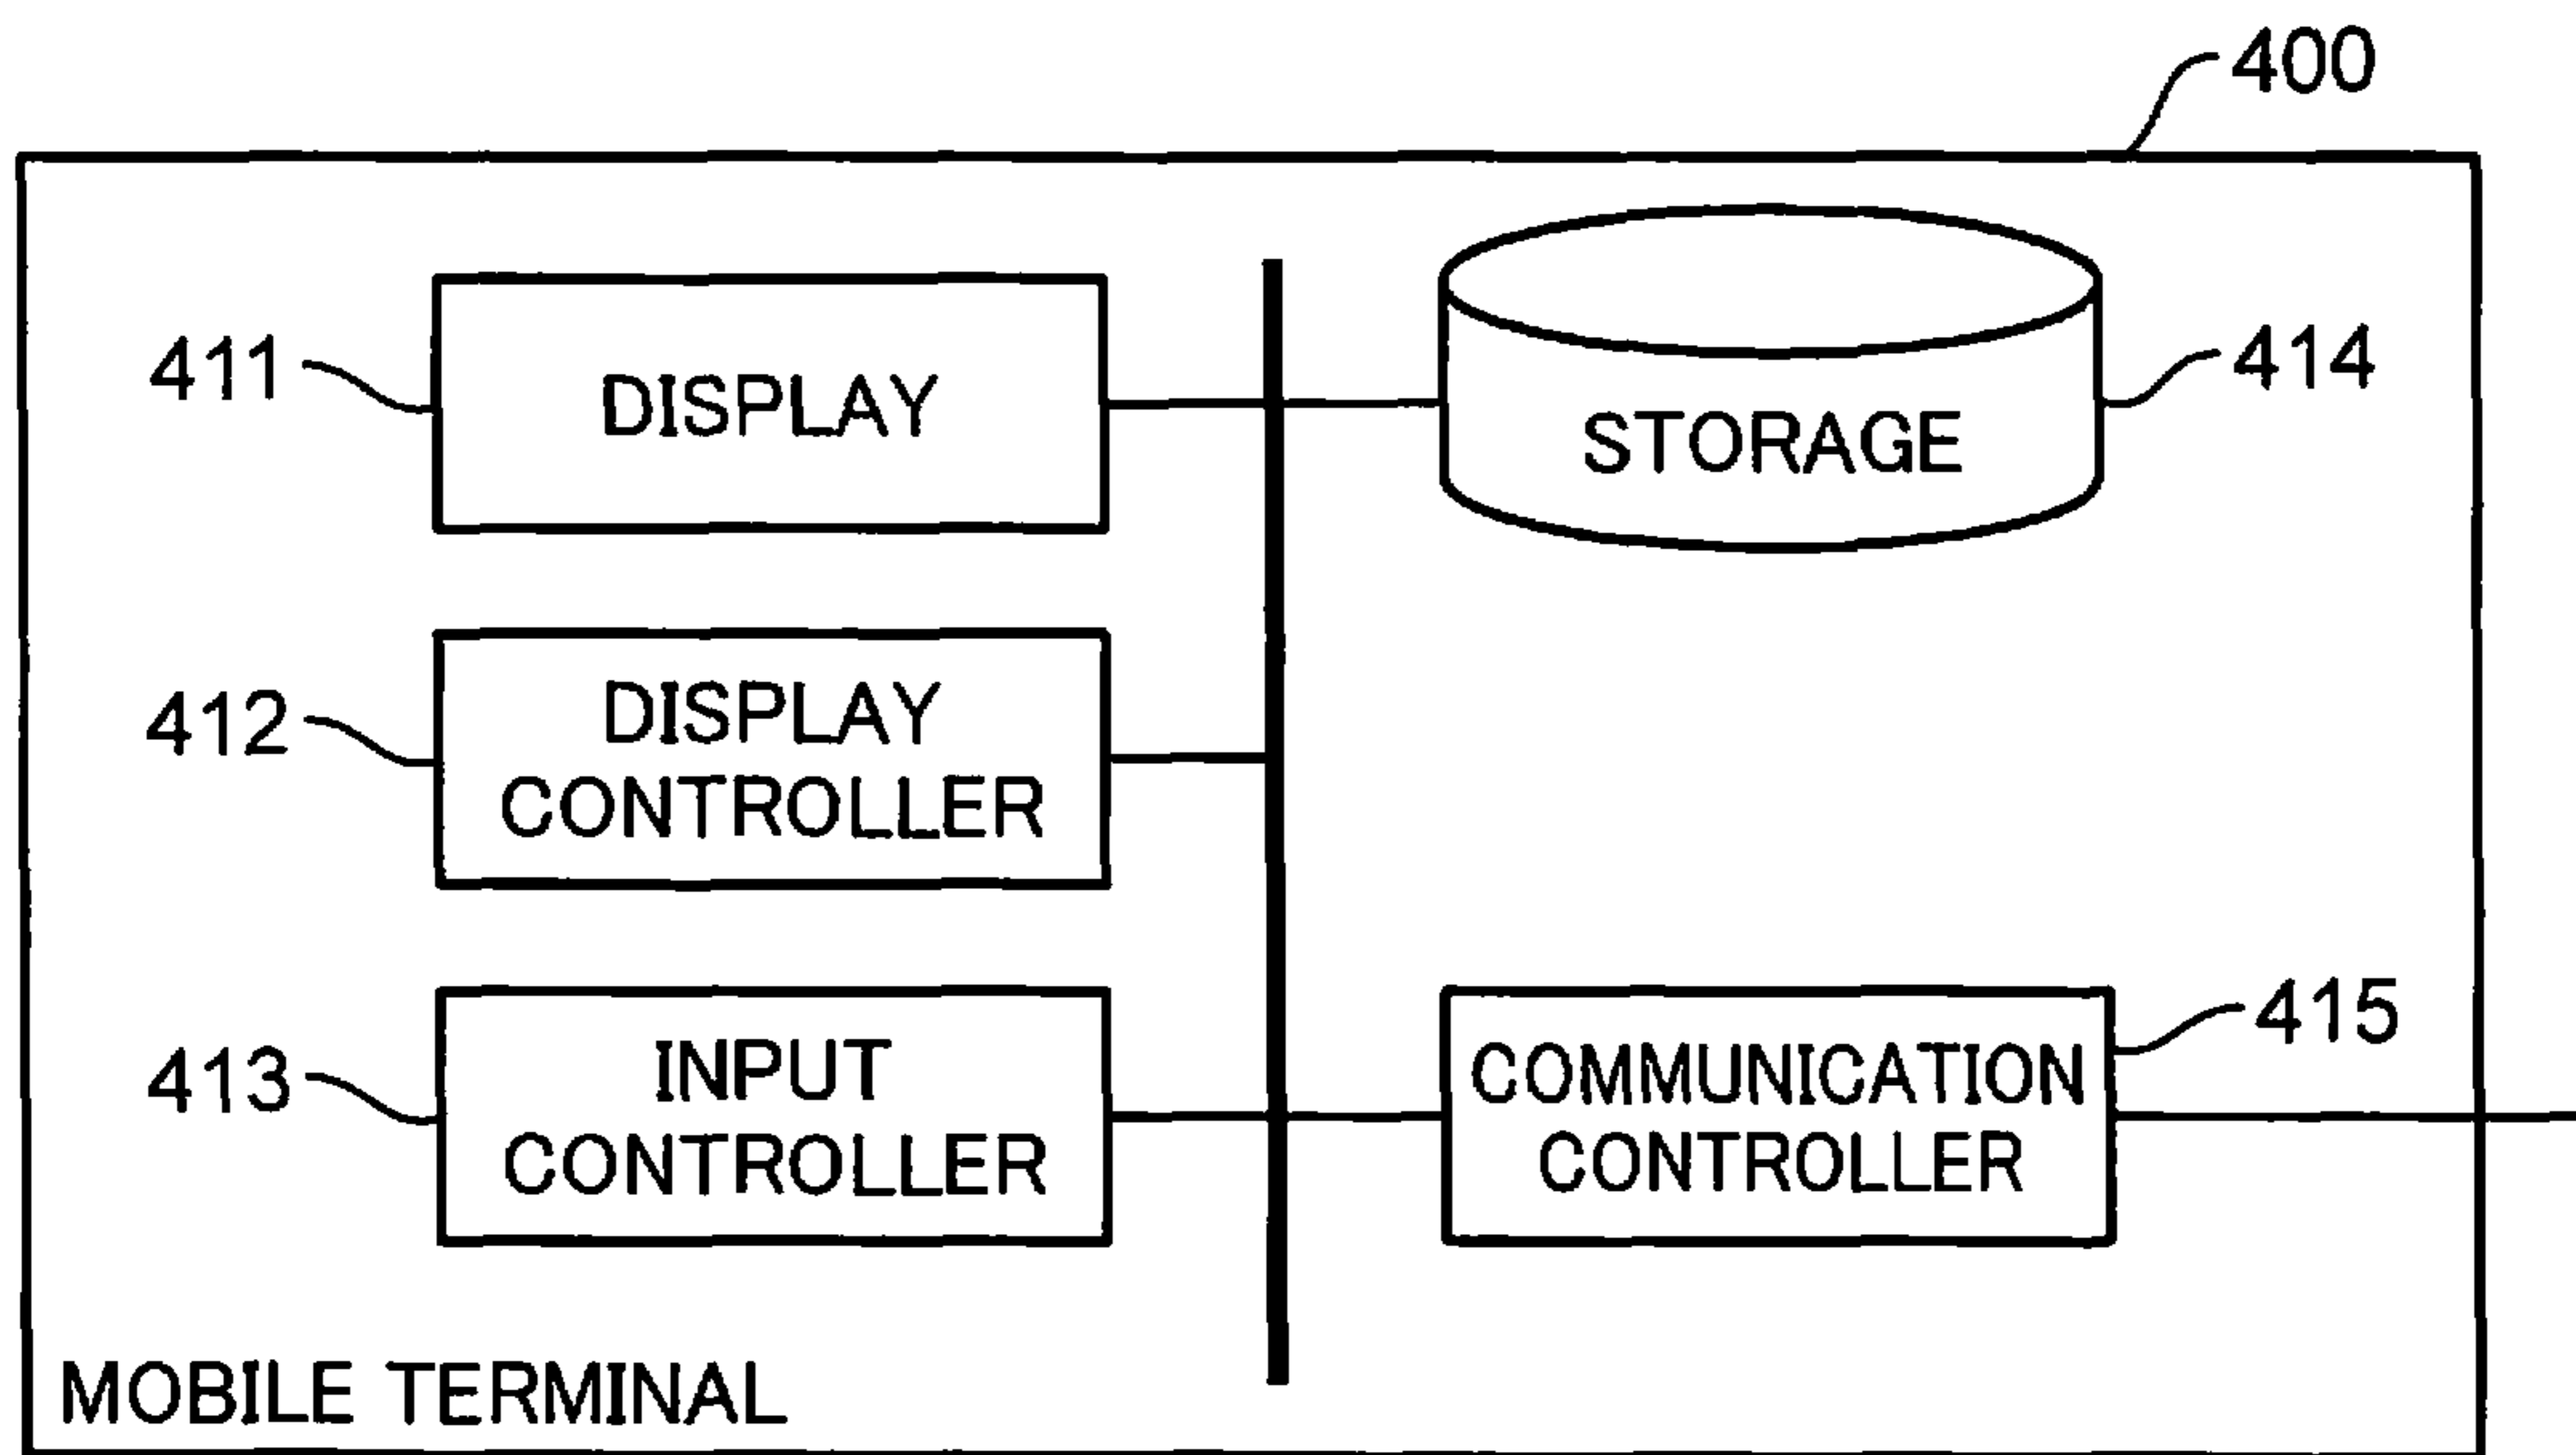 400
411
DISPLAY
STORAGE
414
412
DISPLAY
CONTROLLER
413
INPUT
CONTROLLER
COMMUNICATION
CONTROLLER
415
MOBILE TERMINAL